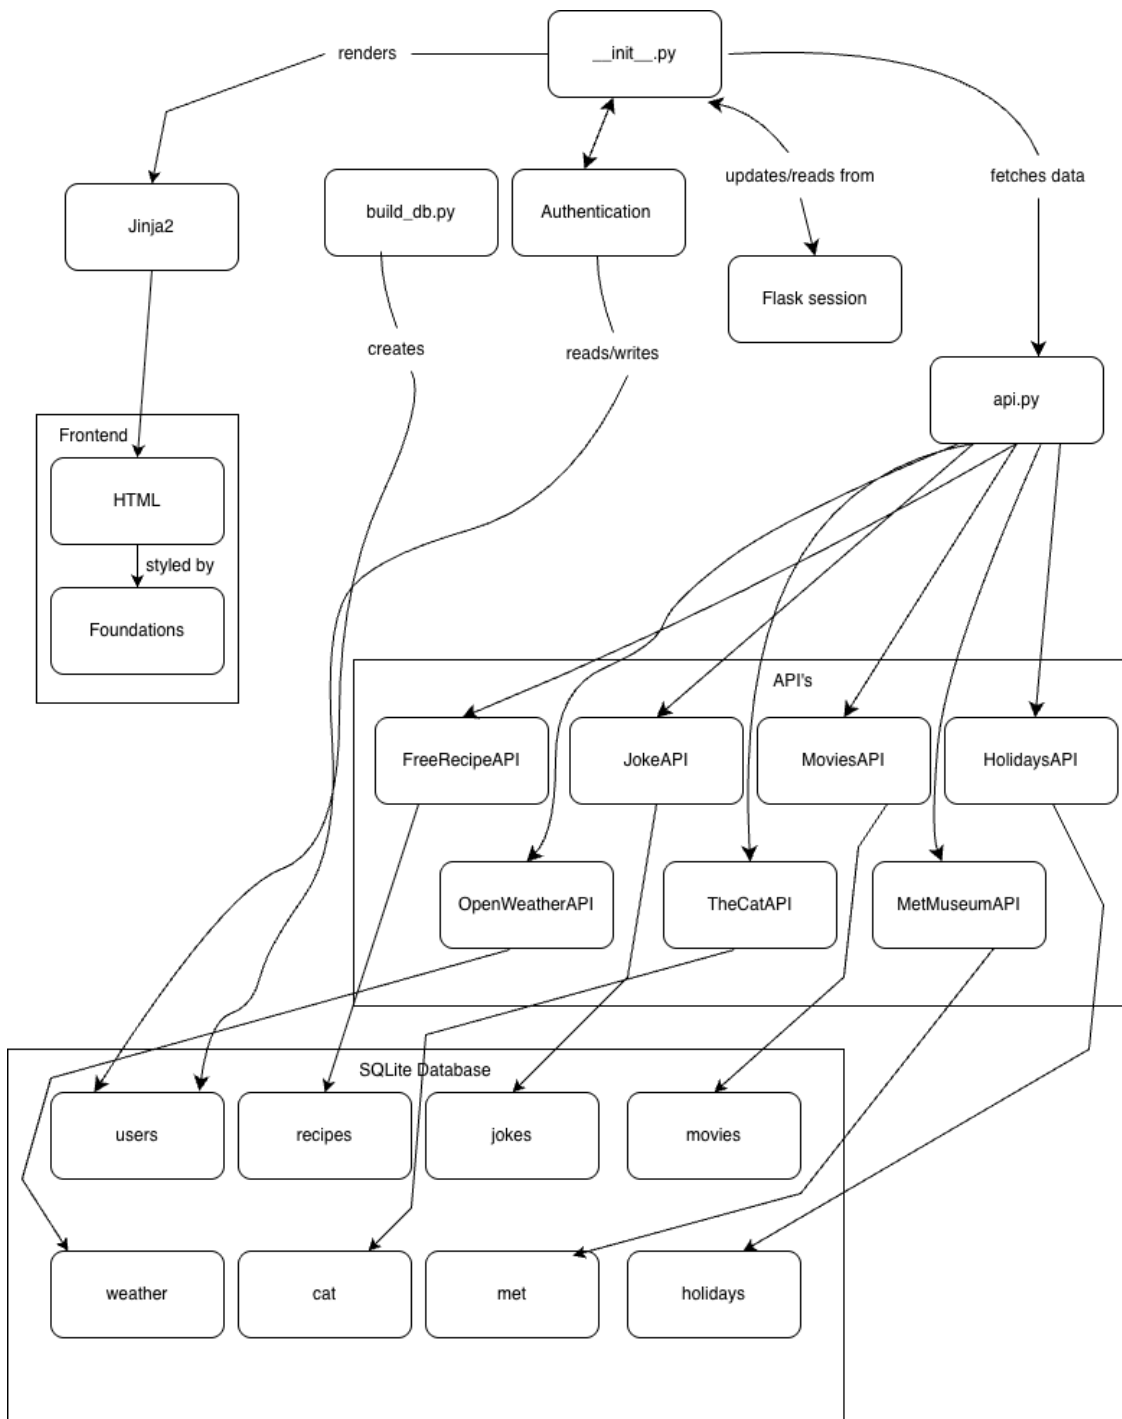 __init__.py
renders
updates/reads from
fetches data
Jinja2
build_db.py
Authentication
Flask session
creates
reads/writes
api.py
Frontend
HTML
styled by
Foundations
API's
FreeRecipeAPI
JokeAPI
MoviesAPI
HolidaysAPI
OpenWeatherAPI
TheCatAPI
MetMuseumAPI
SQLite Database
users
recipes
jokes
movies
weather
cat
met
holidays